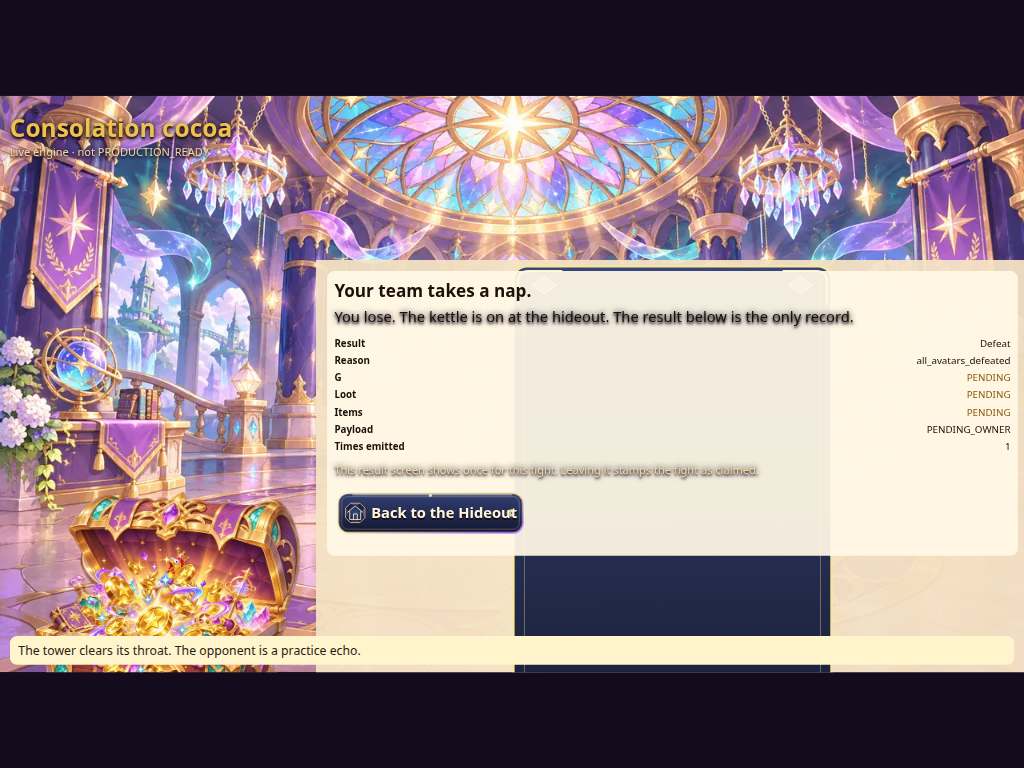 Consolation cocoa
Live engine · not PRODUCTION_READY
Your team takes a nap.
You lose. The kettle is on at the hideout. The result below is the only record.
Result Defeat
Reason all_avatars_defeated
G PENDING
Loot PENDING
Items PENDING
Payload PENDING_OWNER
Times emitted 1
This result screen shows once for this fight. Leaving it stamps the fight as claimed.
Back to the Hideout
The tower clears its throat. The opponent is a practice echo.